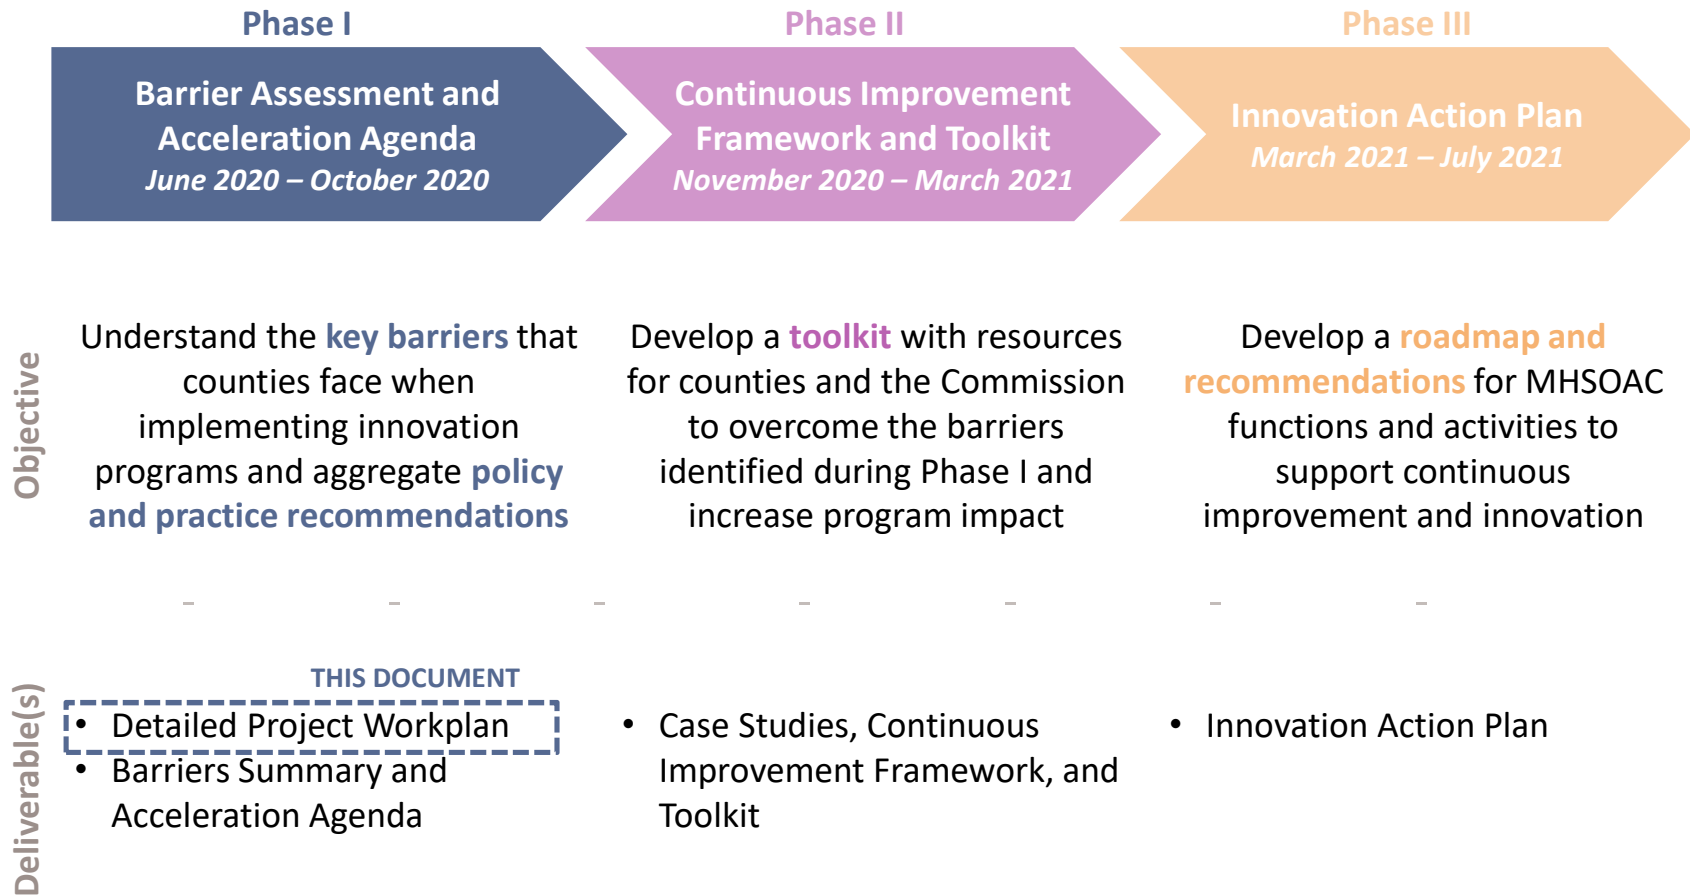 Phase I
Phase II
Phase III
Barrier Assessment and
Acceleration Agenda
June 2020 – October 2020
Continuous Improvement
Framework and Toolkit
November 2020 – March 2021
Innovation Action Plan
March 2021 – July 2021
Objective
Understand the key barriers that
counties face when
implementing innovation
programs and aggregate policy
and practice recommendations
Develop a toolkit with resources
for counties and the Commission
to overcome the barriers
identified during Phase I and
increase program impact
Develop a roadmap and
recommendations for MHSOAC
functions and activities to
support continuous
improvement and innovation
Deliverable(s)
THIS DOCUMENT
• Detailed Project Workplan
• Barriers Summary and
Acceleration Agenda
• Case Studies, Continuous
Improvement Framework, and
Toolkit
• Innovation Action Plan